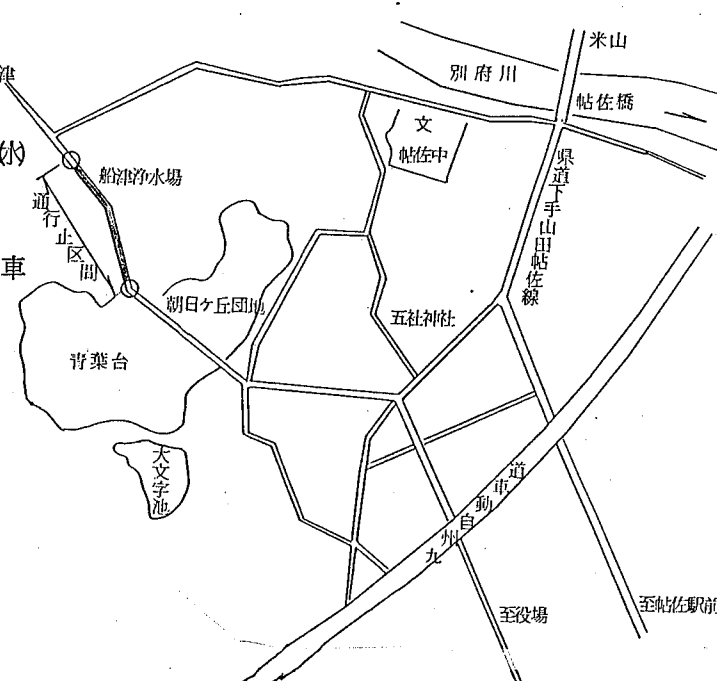 米山
別府川
帖佐橋
津
文
帖佐中
(水)
船津浄水場
県道下手山田帖佐線
通行止区間
車
朝日ケ丘団地
五社神社
青葉台
大文字池
九州自動車道
至役場
至帖佐駅前